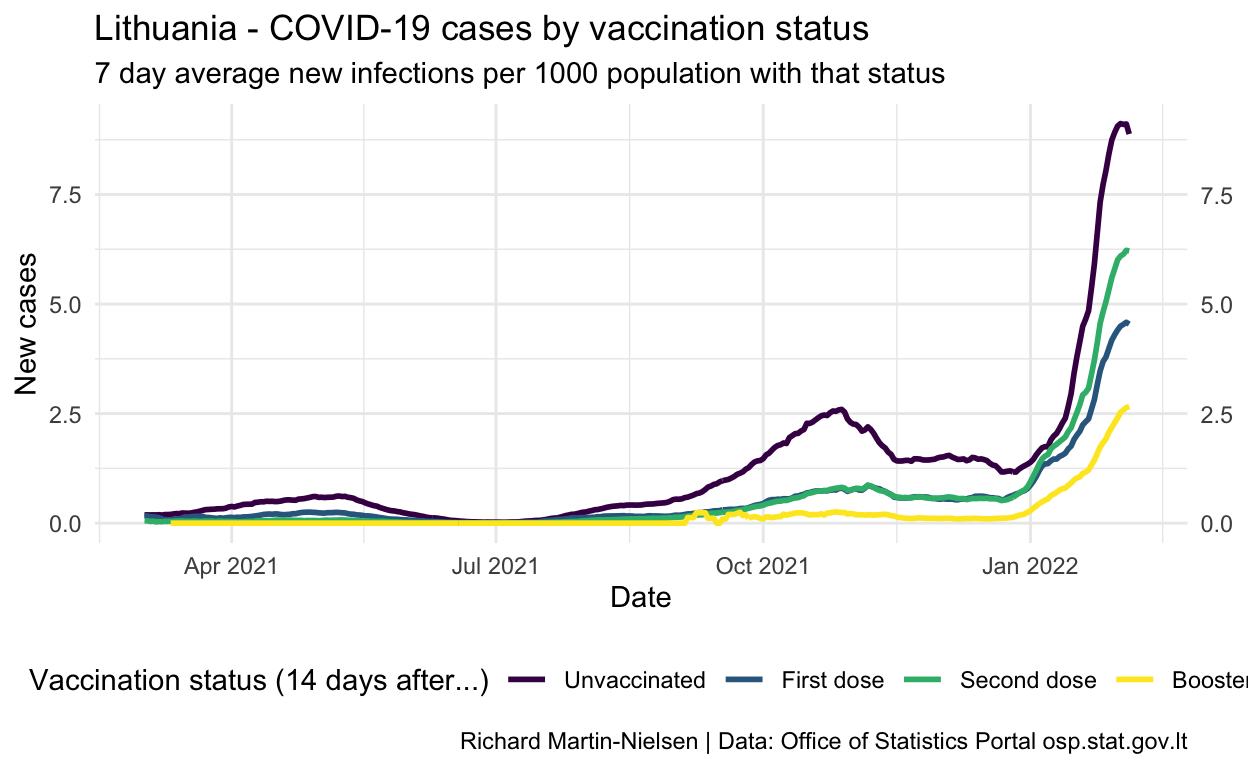 Lithuania - COVID-19 cases by vaccination status
7 day average new infections per 1000 population with that status
New cases
7.5
5.0
2.5
0.0
7.5
5.0
2.5
0.0
Apr 2021 Jul 2021 Oct 2021 Jan 2022
Date
Vaccination status (14 days after...) Unvaccinated First dose Second dose Booster
Richard Martin-Nielsen | Data: Office of Statistics Portal osp.stat.gov.lt